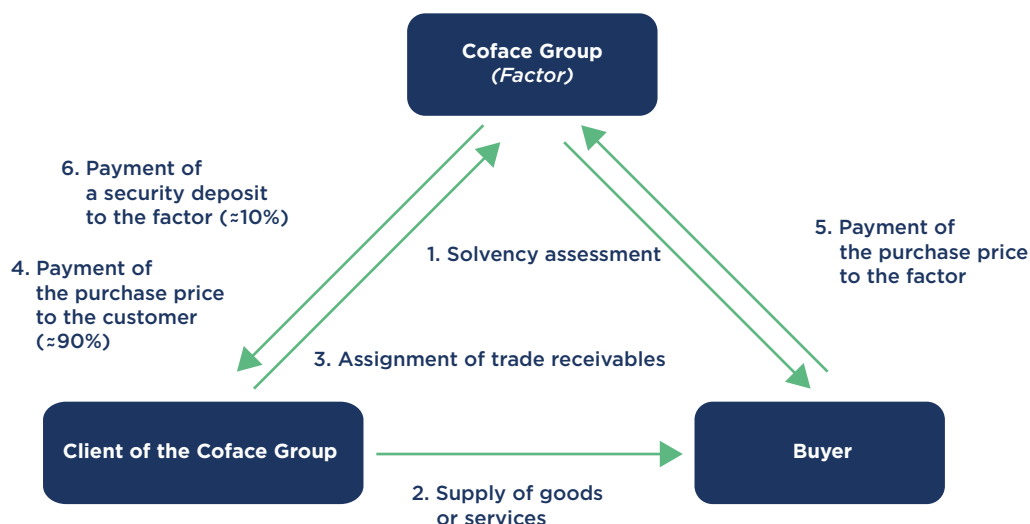 Coface Group
(Factor)
6. Payment of
a security deposit
to the factor (≈10%)
4. Payment of
the purchase price
to the customer
(≈90%)
1. Solvency assessment
5. Payment of
the purchase price
to the factor
3. Assignment of trade receivables
Client of the Coface Group
Buyer
2. Supply of goods
or services